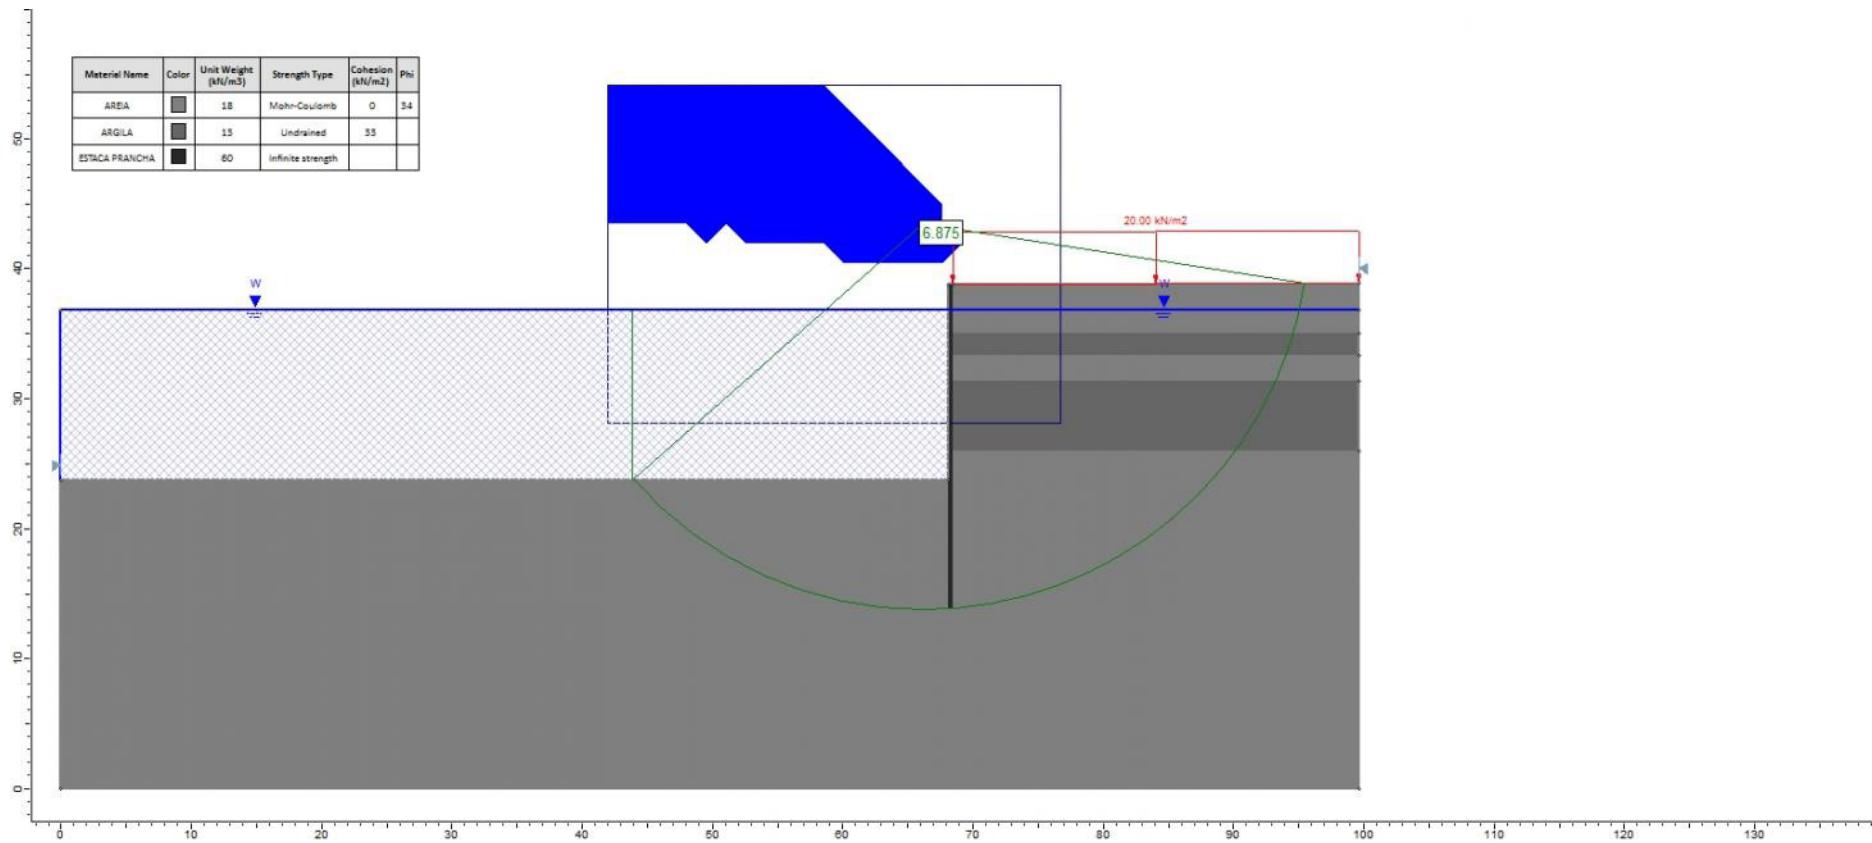 Material Name Color Unit Weight (kN/m3) Strength Type Cohesion (kN/m2) Phi
AREIA 18 Mohr-Coulomb 0 34
ARGILA 13 Undrained 33
ESTACA PRANCHA 60 Infinite strength
6.875
20.00 kN/m2
W
W
50
40
30
20
10
0
0 10 20 30 40 50 60 70 80 90 100 110 120 130